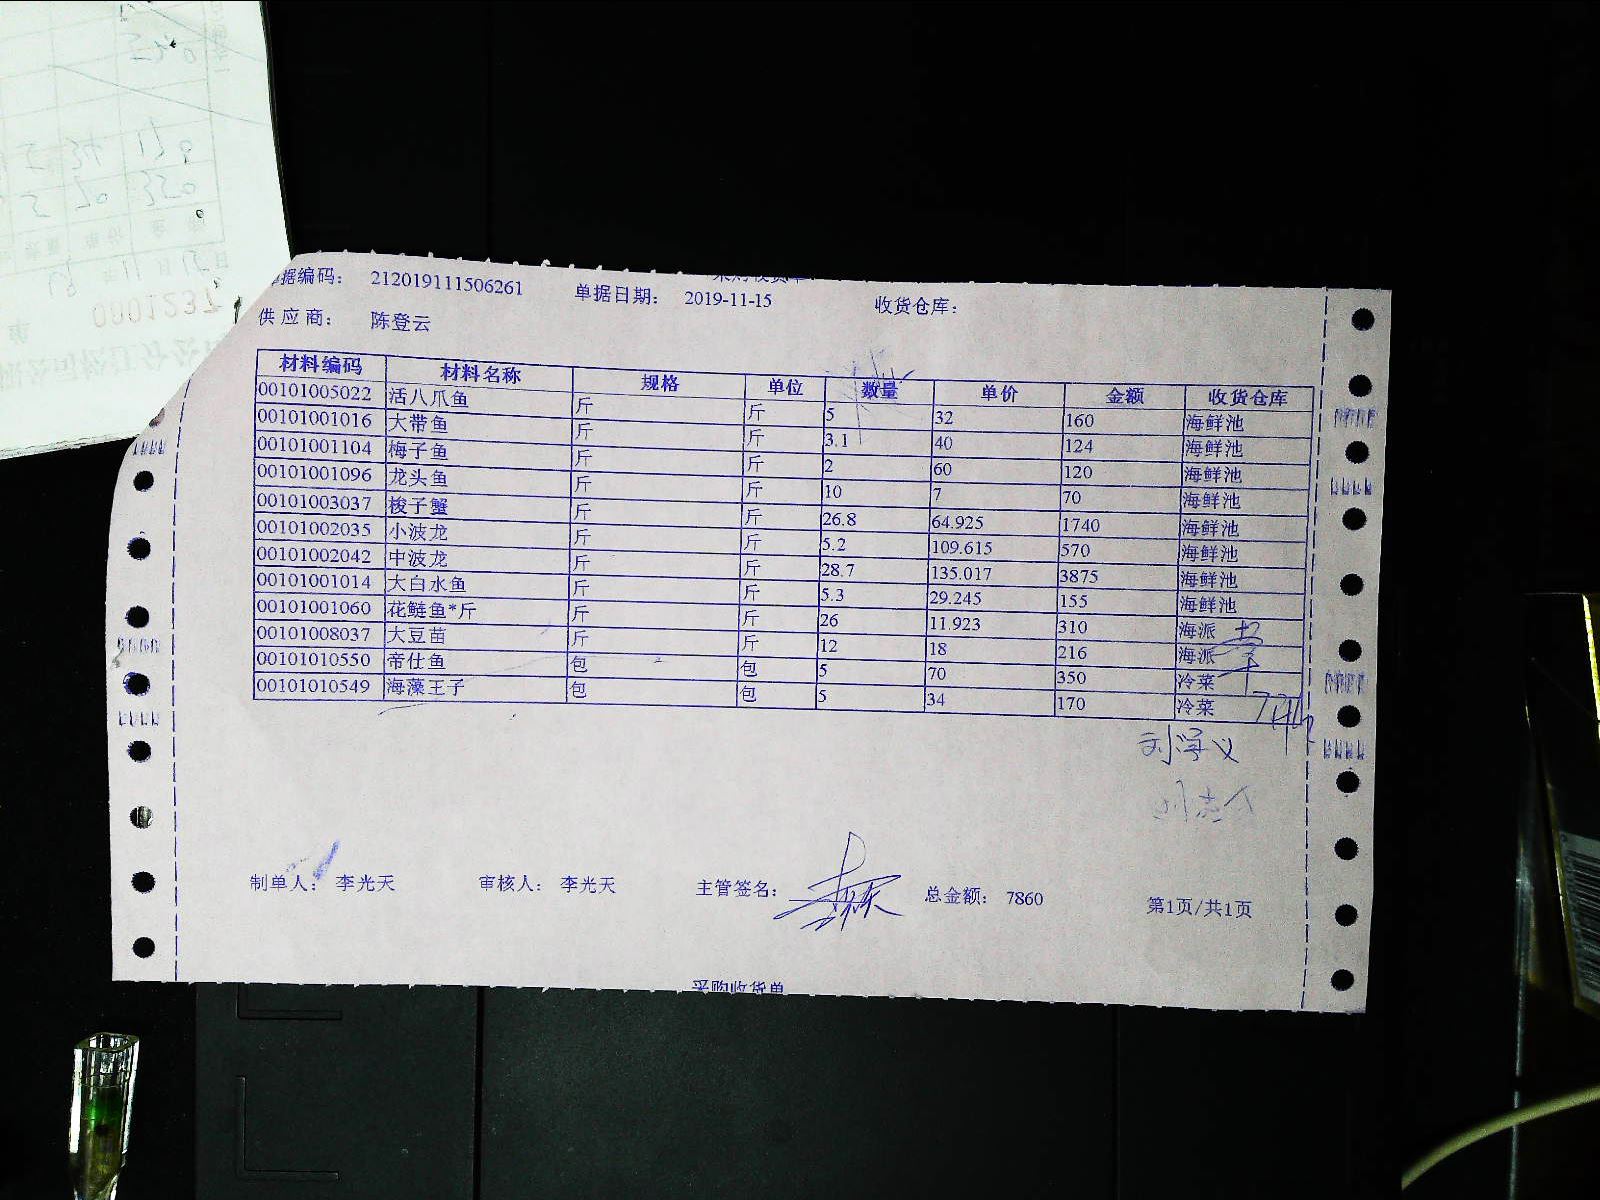 单据编码： 212019111506261 单据日期： 2019-11-15 收货仓库：
供应商： 陈登云
材料编码 材料名称 规格 单位 数量 单价 金额 收货仓库
00101005022 活八爪鱼 斤 斤 5 32 160 海鲜池
00101001016 大带鱼 斤 斤 3.1 40 124 海鲜池
00101001104 梅子鱼 斤 斤 2 60 120 海鲜池
00101001096 龙头鱼 斤 斤 10 7 70 海鲜池
00101003037 梭子蟹 斤 斤 26.8 64.925 1740 海鲜池
00101002035 小波龙 斤 斤 5.2 109.615 570 海鲜池
00101002042 中波龙 斤 斤 28.7 135.017 3875 海鲜池
00101001014 大白水鱼 斤 斤 5.3 29.245 155 海鲜池
00101001060 花鲢鱼*斤 斤 斤 26 11.923 310 海派
00101008037 大豆苗 斤 斤 12 18 216 海派
00101010550 帝仕鱼 包 包 5 70 350 冷菜
00101010549 海藻王子 包 包 5 34 170 冷菜
制单人： 李光天 审核人： 李光天 主管签名： 总金额： 7860 第1页/共1页
采购收货单